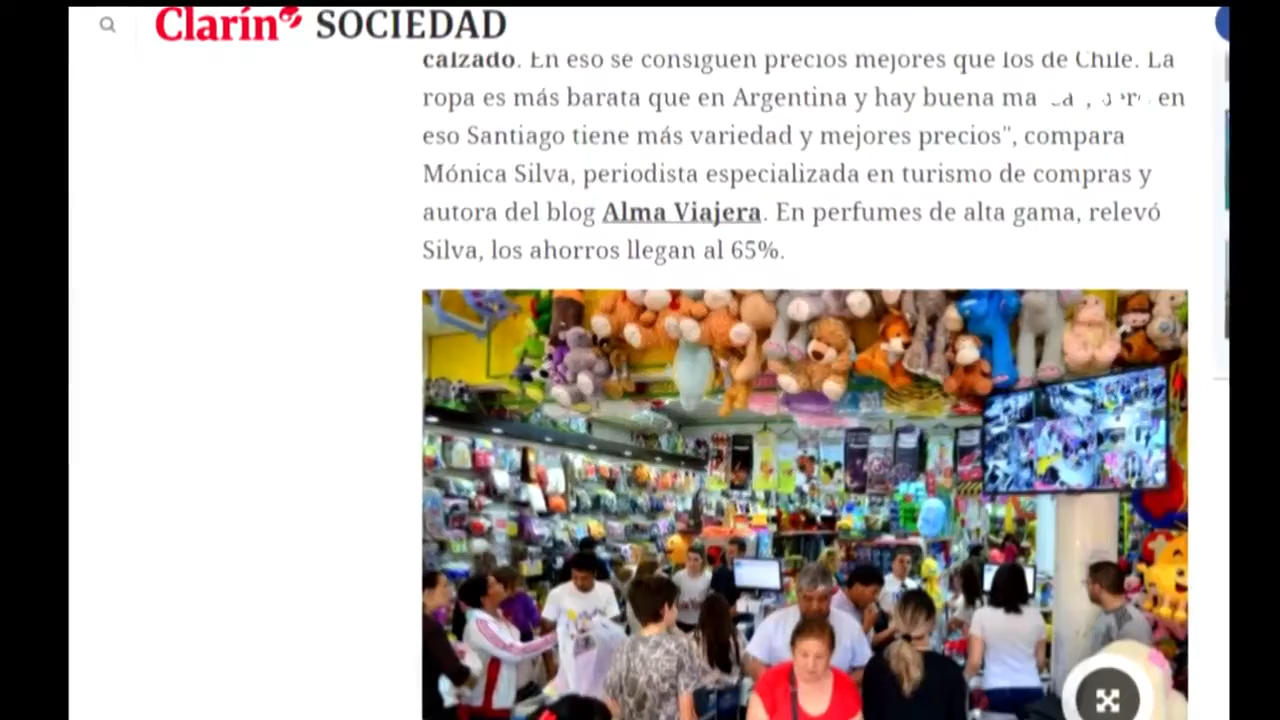 Clarín SOCIEDAD
calzado. En eso se consiguen precios mejores que los de Chile. La
ropa es más barata que en Argentina y hay buena en
eso Santiago tiene más variedad y mejores precios", compara
Mónica Silva, periodista especializada en turismo de compras y
autora del blog Alma Viajera. En perfumes de alta gama, relevó
Silva, los ahorros llegan al 65%.